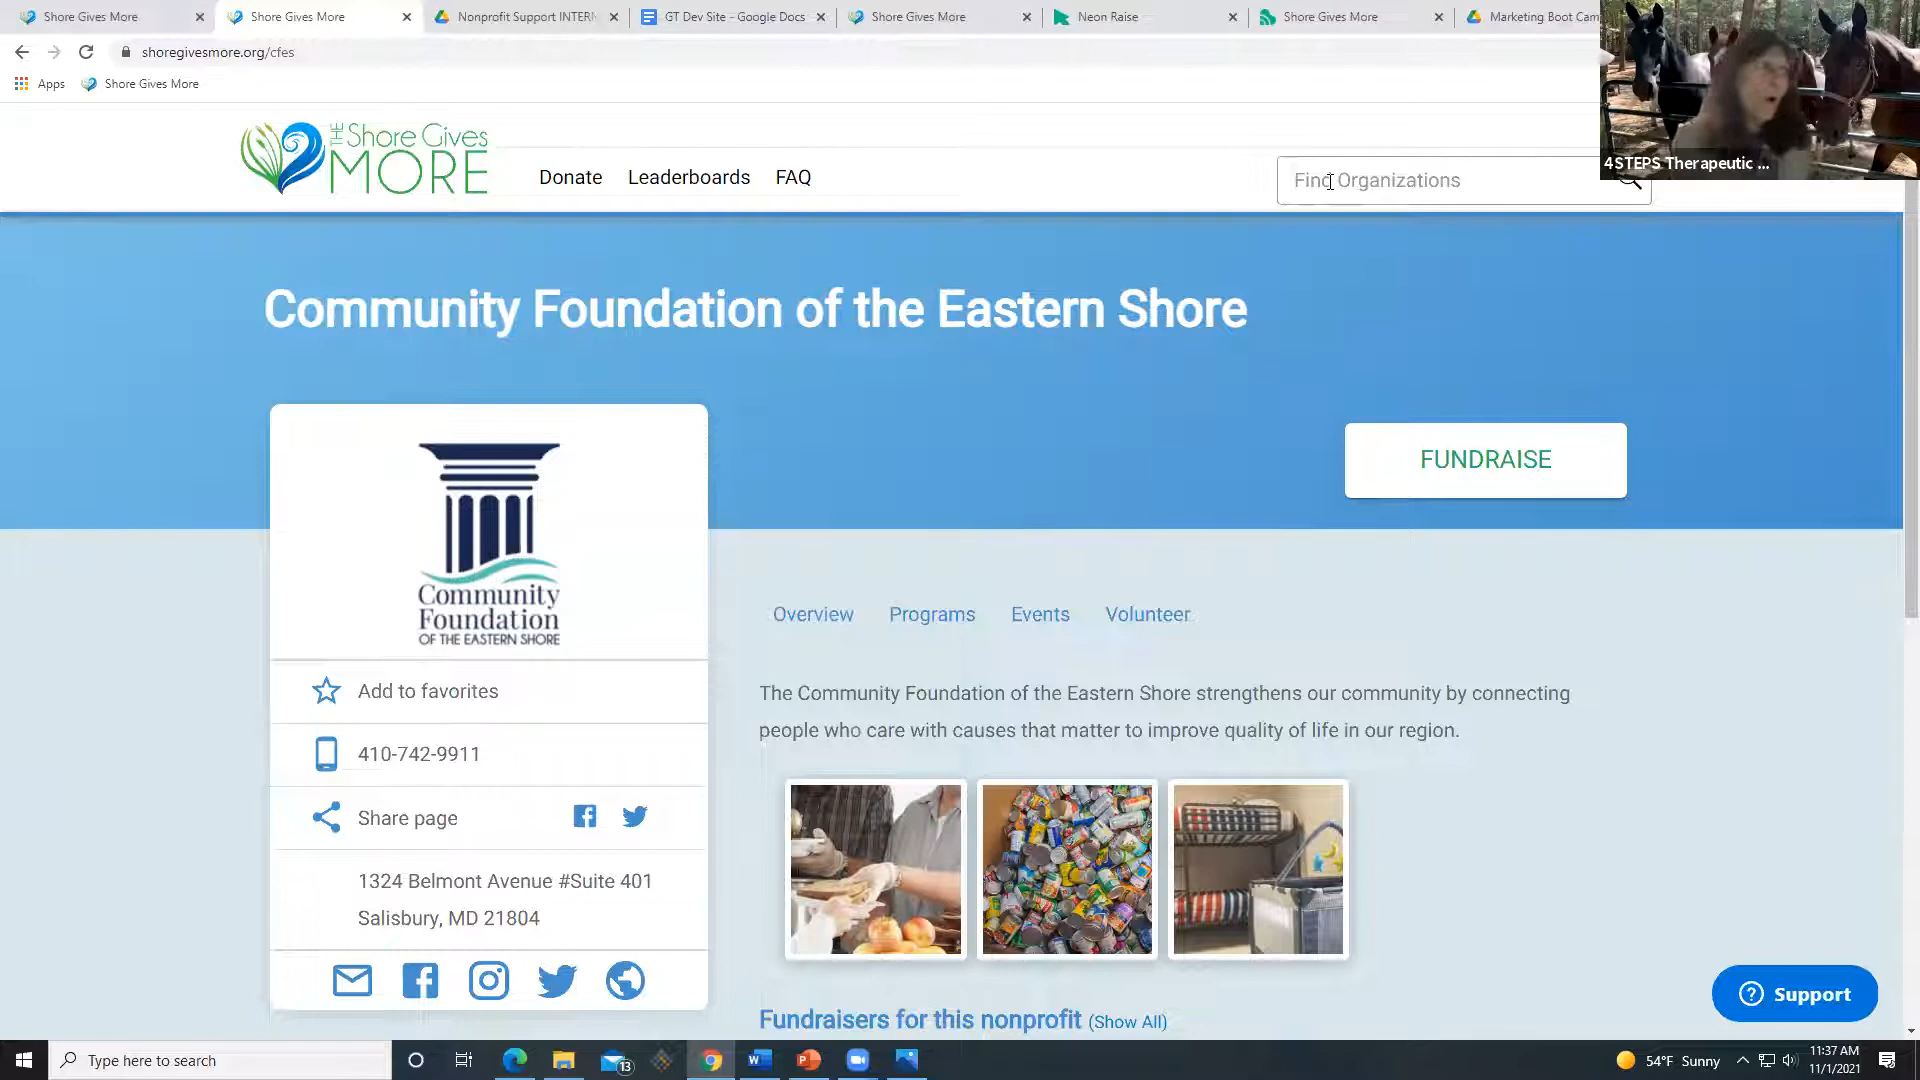 Shore Gives More
Shore Gives More
Nonprofit Support INTERN
GT Dev Site - Google Docs
Shore Gives More
Neon Raise
Shore Gives More
Marketing Boot Cam
shoregivesmore.org/cfes
Apps
Shore Gives More
THE Shore Gives
MORE
Donate
Leaderboards
FAQ
Find Organizations
4STEPS Therapeutic ...
Community Foundation of the Eastern Shore
FUNDRAISE
Community
Foundation
OF THE EASTERN SHORE
Overview
Programs
Events
Volunteer
Add to favorites
410-742-9911
Share page
1324 Belmont Avenue #Suite 401
Salisbury, MD 21804
The Community Foundation of the Eastern Shore strengthens our community by connecting
people who care with causes that matter to improve quality of life in our region.
Fundraisers for this nonprofit (Show All)
Support
Type here to search
13
54°F Sunny
11:37 AM
11/1/2021